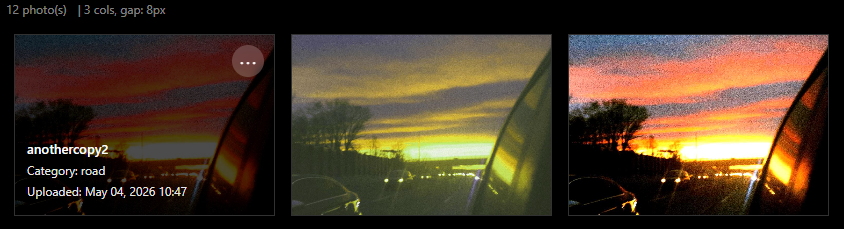 12 photo(s) | 3 cols, gap: 8px
...
anothercopy2
Category: road
Uploaded: May 04, 2026 10:47